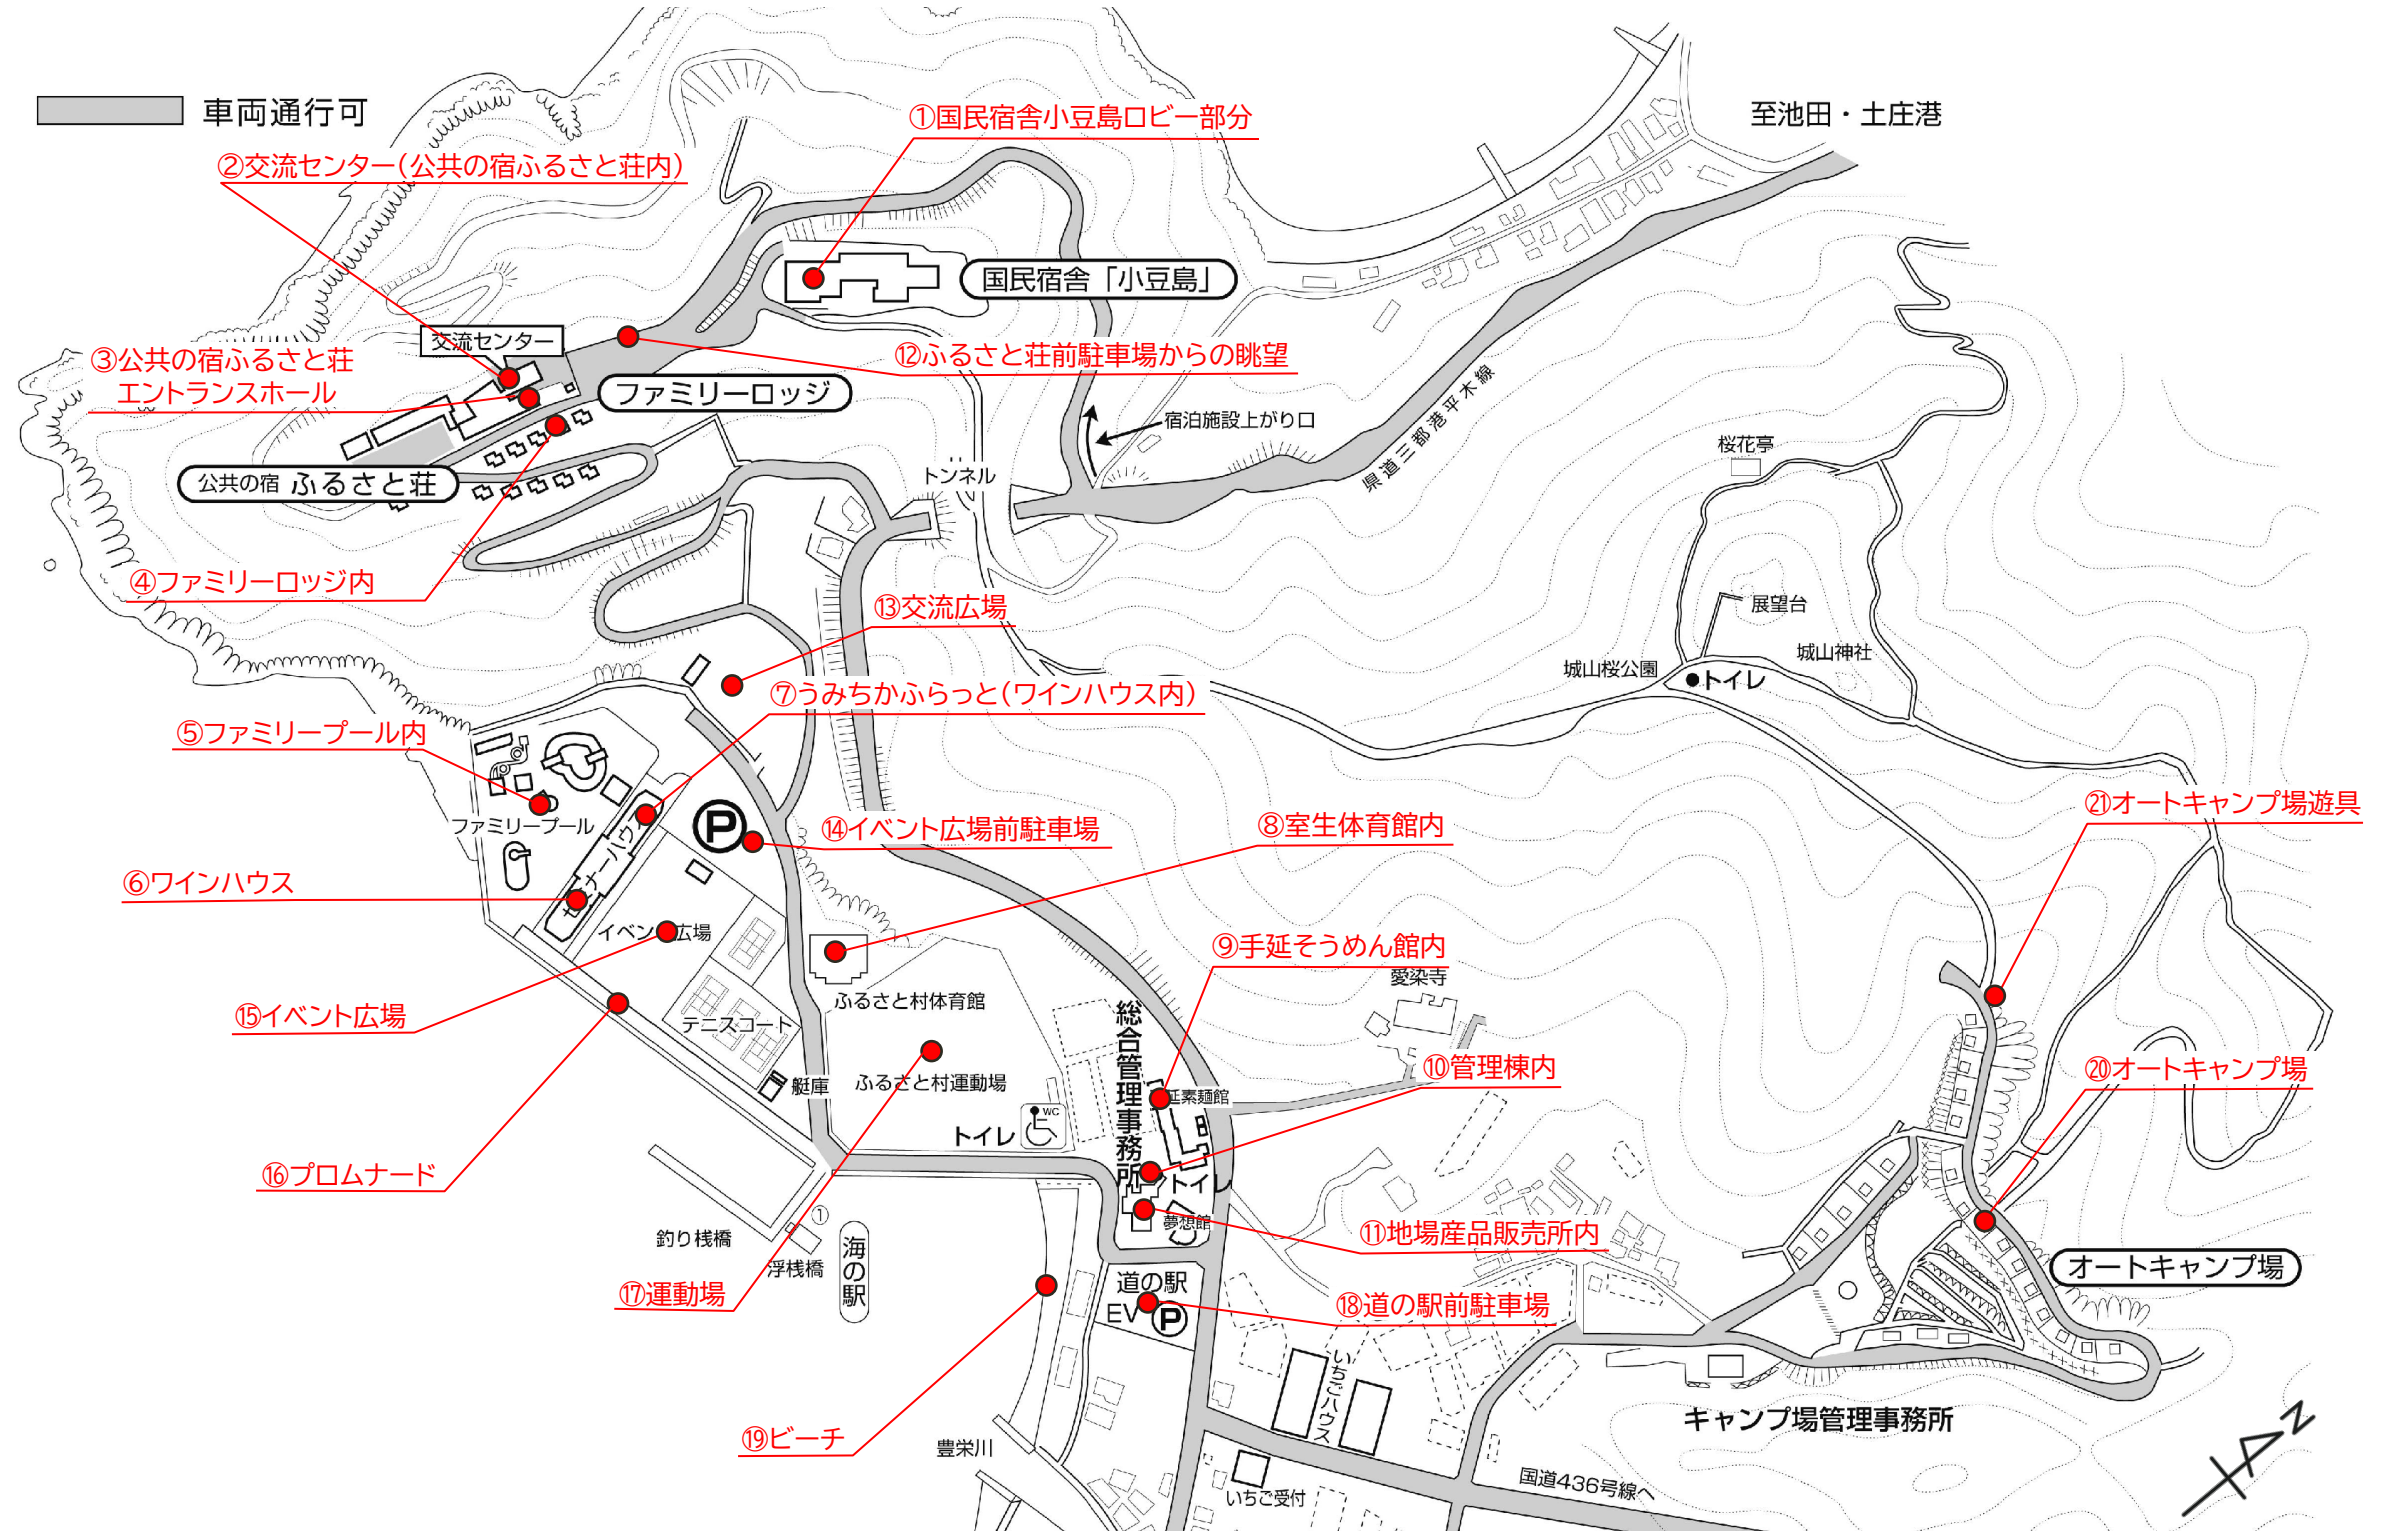 車両通行可
①国民宿舎小豆島ロビー部分
至池田・土庄港
②交流センター(公共の宿ふるさと荘内)
国民宿舎「小豆島」
交流センター
③公共の宿ふるさと荘
エントランスホール
⑫ふるさと荘前駐車場からの眺望
ファミリーロッジ
県道三都港平木線
宿泊施設上がり口
桜花亭
公共の宿 ふるさと荘
トンネル
④ファミリーロッジ内
⑬交流広場
展望台
城山桜公園
城山神社
トイレ
⑦うみちかふらっと(ワインハウス内)
⑤ファミリープール内
ファミリープール
P
⑭イベント広場前駐車場
⑧室生体育館内
㉑オートキャンプ場遊具
⑥ワインハウス
イベン 広場
⑨手延そうめん館内
愛染寺
ふるさと村体育館
⑮イベント広場
テニスコート
総合管理事務所
⑩管理棟内
⑳オートキャンプ場
艇庫
ふるさと村運動場
延素麺館
WC
トイレ
⑯プロムナード
トイレ
夢想館
⑪地場産品販売所内
①
釣り桟橋
浮桟橋
海の駅
オートキャンプ場
道の駅
EV P
⑰運動場
⑱道の駅前駐車場
いちごハウス
⑲ビーチ
豊栄川
キャンプ場管理事務所
国道436号線へ
いちご受付
N